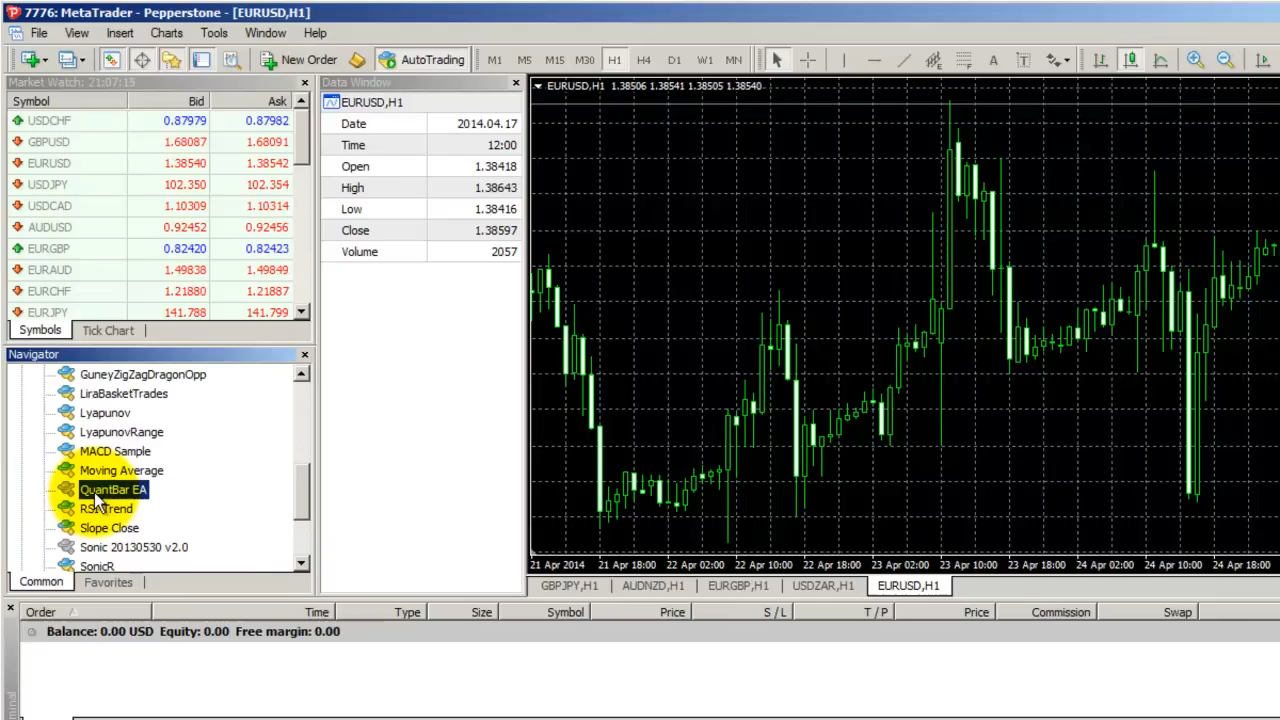 7776: MetaTrader - Pepperstone - [EURUSD,H1]
File View Insert Charts Tools Window Help
New Order AutoTrading M1 M5 M15 M30 H1 H4 D1 W1 MN A T
Market Watch: 21:07:15
Symbol Bid Ask
USDCHF 0.87979 0.87982
GBPUSD 1.68087 1.68091
EURUSD 1.38540 1.38542
USDJPY 102.350 102.354
USDCAD 1.10309 1.10314
AUDUSD 0.92452 0.92456
EURGBP 0.82420 0.82423
EURAUD 1.49838 1.49849
EURCHF 1.21880 1.21887
EURJPY 141.788 141.799
Symbols Tick Chart
Data Window
EURUSD,H1
Date 2014.04.17
Time 12:00
Open 1.38418
High 1.38643
Low 1.38416
Close 1.38597
Volume 2057
EURUSD,H1 1.38506 1.38541 1.38505 1.38540
21 Apr 2014 21 Apr 18:00 22 Apr 02:00 22 Apr 10:00 22 Apr 18:00 23 Apr 02:00 23 Apr 10:00 23 Apr 18:00 24 Apr 02:00 24 Apr 10:00 24 Apr 18:00
GBPJPY,H1 AUDNZD,H1 EURGBP,H1 USDZAR,H1 EURUSD,H1
Navigator
GuneyZigZagDragonOpp
LiraBasketTrades
Lyapunov
LyapunovRange
MACD Sample
Moving Average
QuantBar EA
RSI Trend
Slope Close
Sonic 20130530 v2.0
SonicR
Common Favorites
Order Time Type Size Symbol Price S / L T / P Price Commission Swap
Balance: 0.00 USD Equity: 0.00 Free margin: 0.00